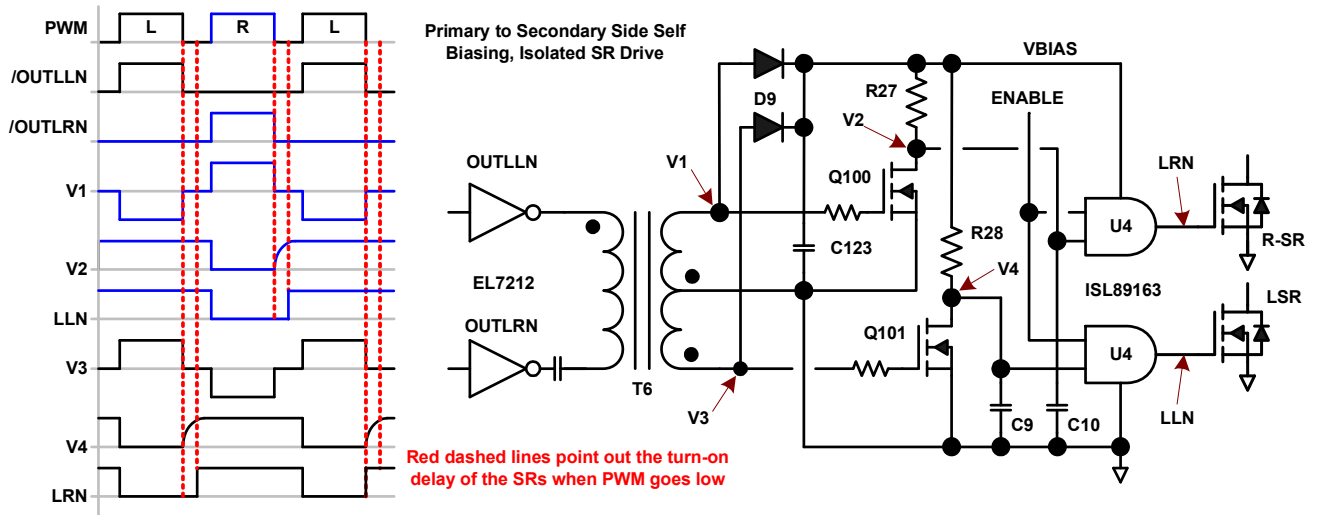 PWM
L
R
L
/OUTLLN
/OUTLRN
V1
V2
LLN
V3
V4
LRN
Primary to Secondary Side Self
Biasing, Isolated SR Drive
Red dashed lines point out the turn-on
delay of the SRs when PWM goes low
OUTLLN
EL7212
OUTLRN
T6
V1
V3
D9
C123
Q100
V2
R27
R28
V4
Q101
C9
C10
VBIAS
ENABLE
U4
ISL89163
U4
LRN
R-SR
LSR
LLN